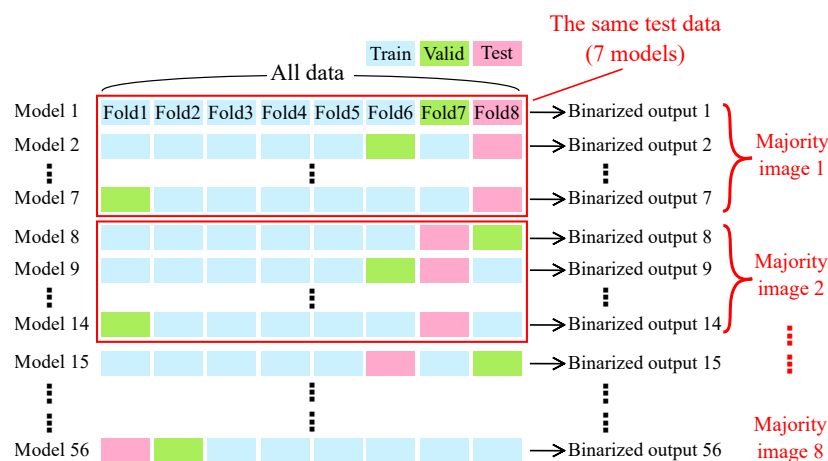 The same test data
(7 models)
Train Valid Test
All data
Model 1 Fold1 Fold2 Fold3 Fold4 Fold5 Fold6 Fold7 Fold8 Binarized output 1
Model 2 Binarized output 2
Majority
image 1
Model 7 Binarized output 7
Model 8 Binarized output 8
Model 9 Binarized output 9
Majority
image 2
Model 14 Binarized output 14
Model 15 Binarized output 15
Majority
image 8
Model 56 Binarized output 56